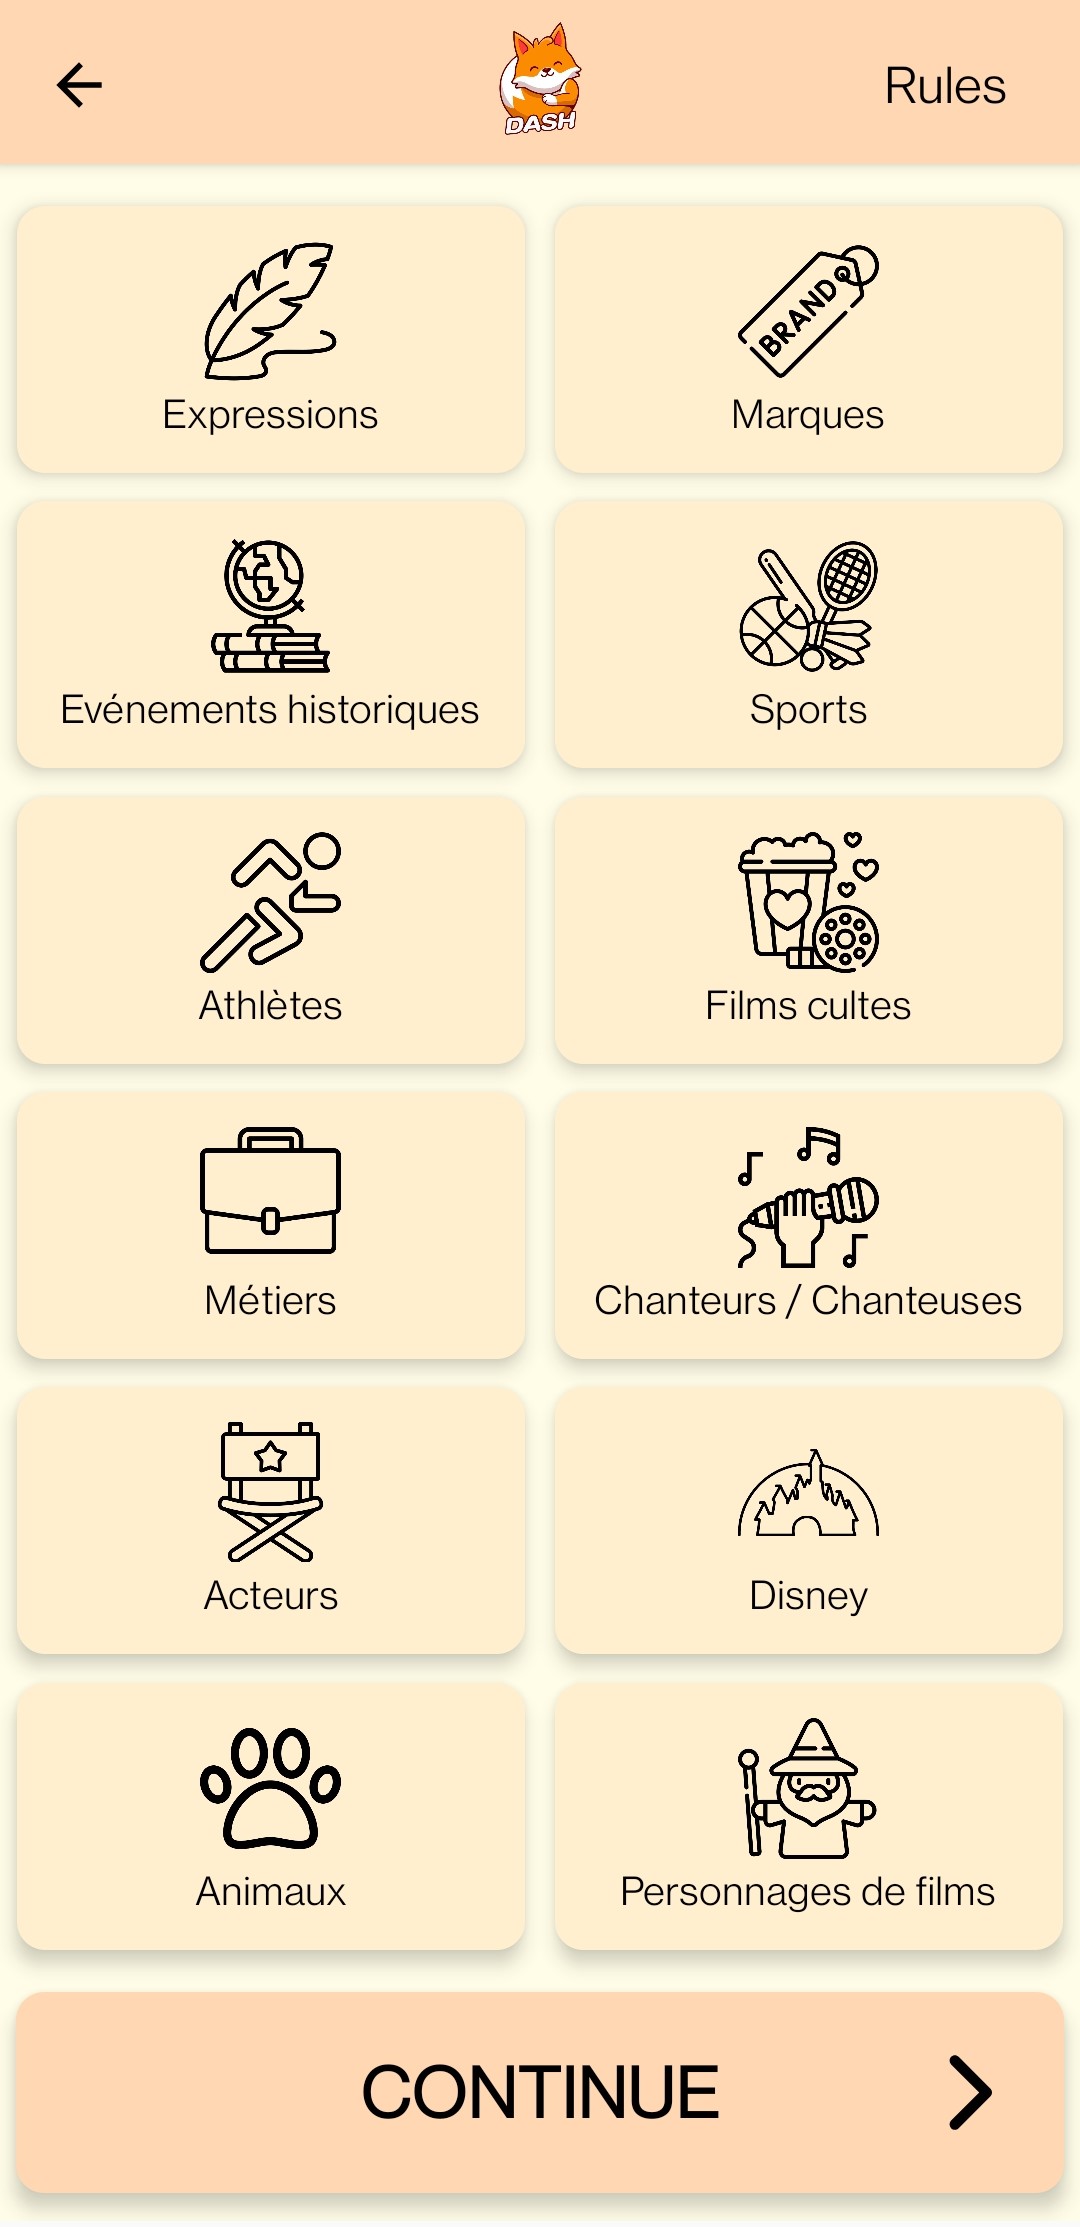 DASH
Rules
Expressions
BRAND
Marques
Evénements historiques
Sports
Athlètes
Films cultes
Métiers
Chanteurs / Chanteuses
Acteurs
Disney
Animaux
Personnages de films
CONTINUE